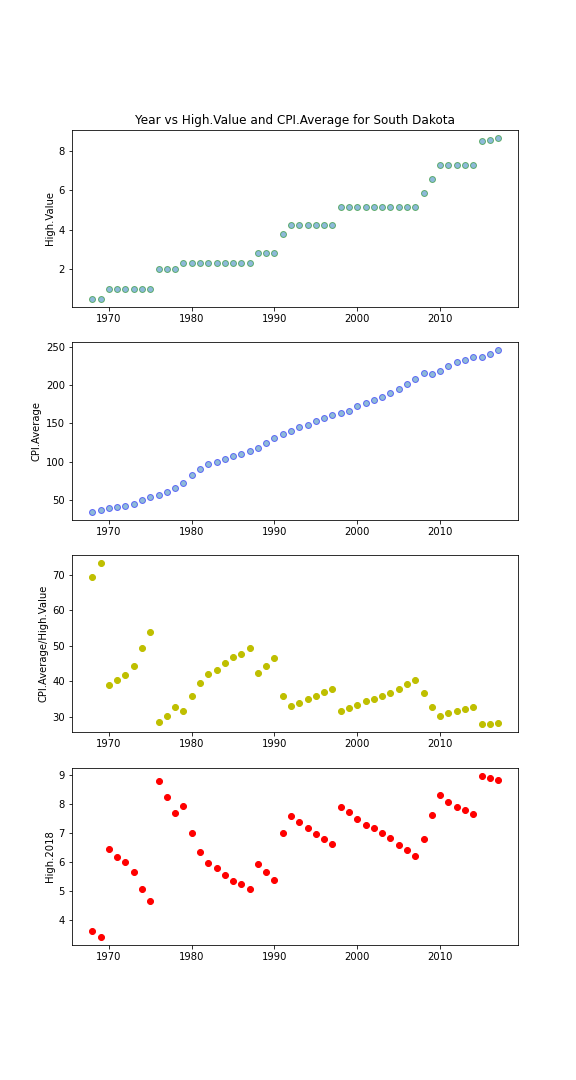 Year vs High.Value and CPI.Average for South Dakota
High.Value
8
6
4
2
1970 1980 1990 2000 2010
CPI.Average
250
200
150
100
50
1970 1980 1990 2000 2010
CPI.Average/High.Value
70
60
50
40
30
1970 1980 1990 2000 2010
High.2018
9
8
7
6
5
4
1970 1980 1990 2000 2010